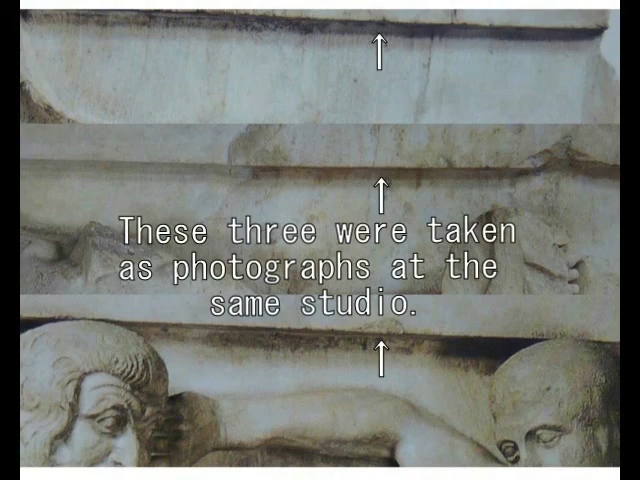 These three were taken
as photographs at the
same studio.